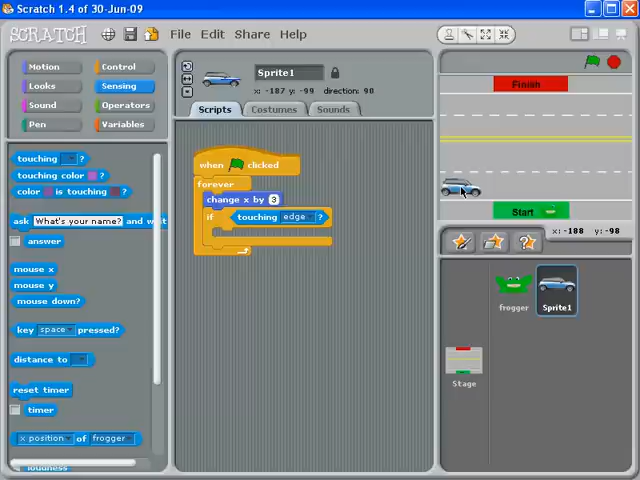 Scratch 1.4 of 30-Jun-09
SCRATCH File Edit Share Help
Motion Control
Looks Sensing
Sound Operators
Pen Variables
Sprite1
x: -187 y: -99 direction: 90
Scripts Costumes Sounds
touching ?
touching color ?
color is touching ?
ask What's your name? and wait
answer
mouse x
mouse y
mouse down?
key space pressed?
distance to
reset timer
timer
x position of frogger
loudness
when clicked
forever
change x by 3
if touching edge ?
Finish
Start
x: -188 y: -98
frogger Sprite1
Stage